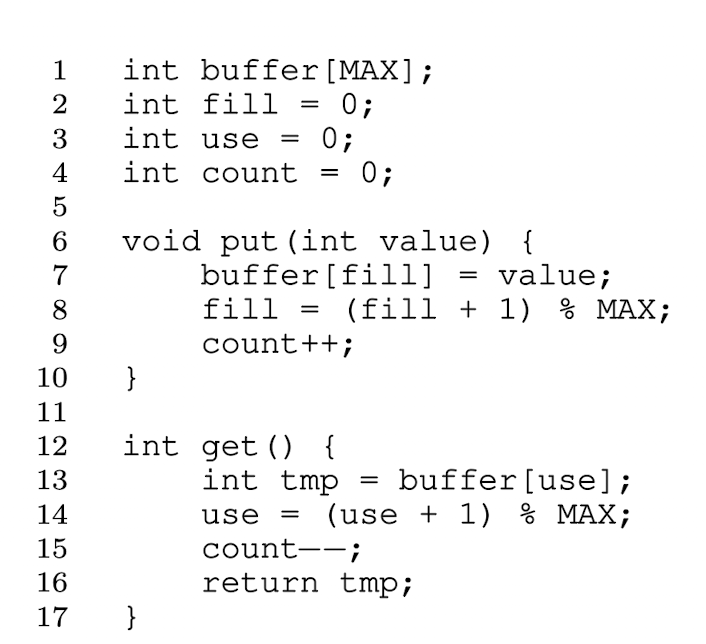 1 int buffer[MAX];
2 int fill = 0;
3 int use = 0;
4 int count = 0;
5
6 void put(int value) {
7 buffer[fill] = value;
8 fill = (fill + 1) % MAX;
9 count++;
10 }
11
12 int get() {
13 int tmp = buffer[use];
14 use = (use + 1) % MAX;
15 count--;
16 return tmp;
17 }